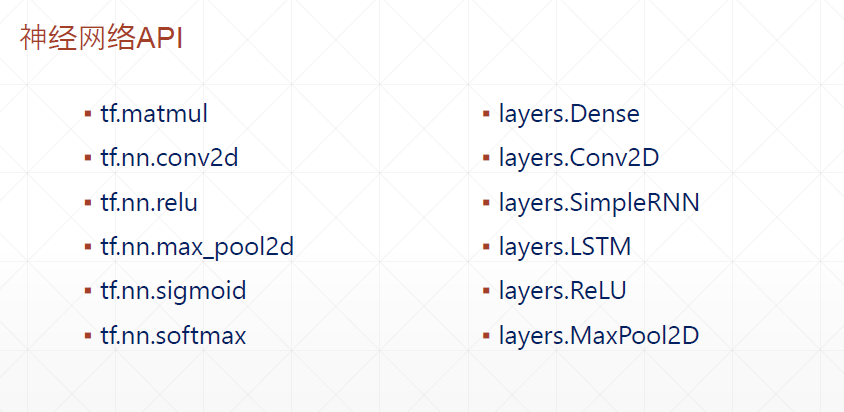 神经网络API
▪ tf.matmul
▪ tf.nn.conv2d
▪ tf.nn.relu
▪ tf.nn.max_pool2d
▪ tf.nn.sigmoid
▪ tf.nn.softmax
▪ layers.Dense
▪ layers.Conv2D
▪ layers.SimpleRNN
▪ layers.LSTM
▪ layers.ReLU
▪ layers.MaxPool2D